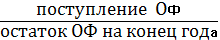 поступление ОФ
остаток ОФ на конец года